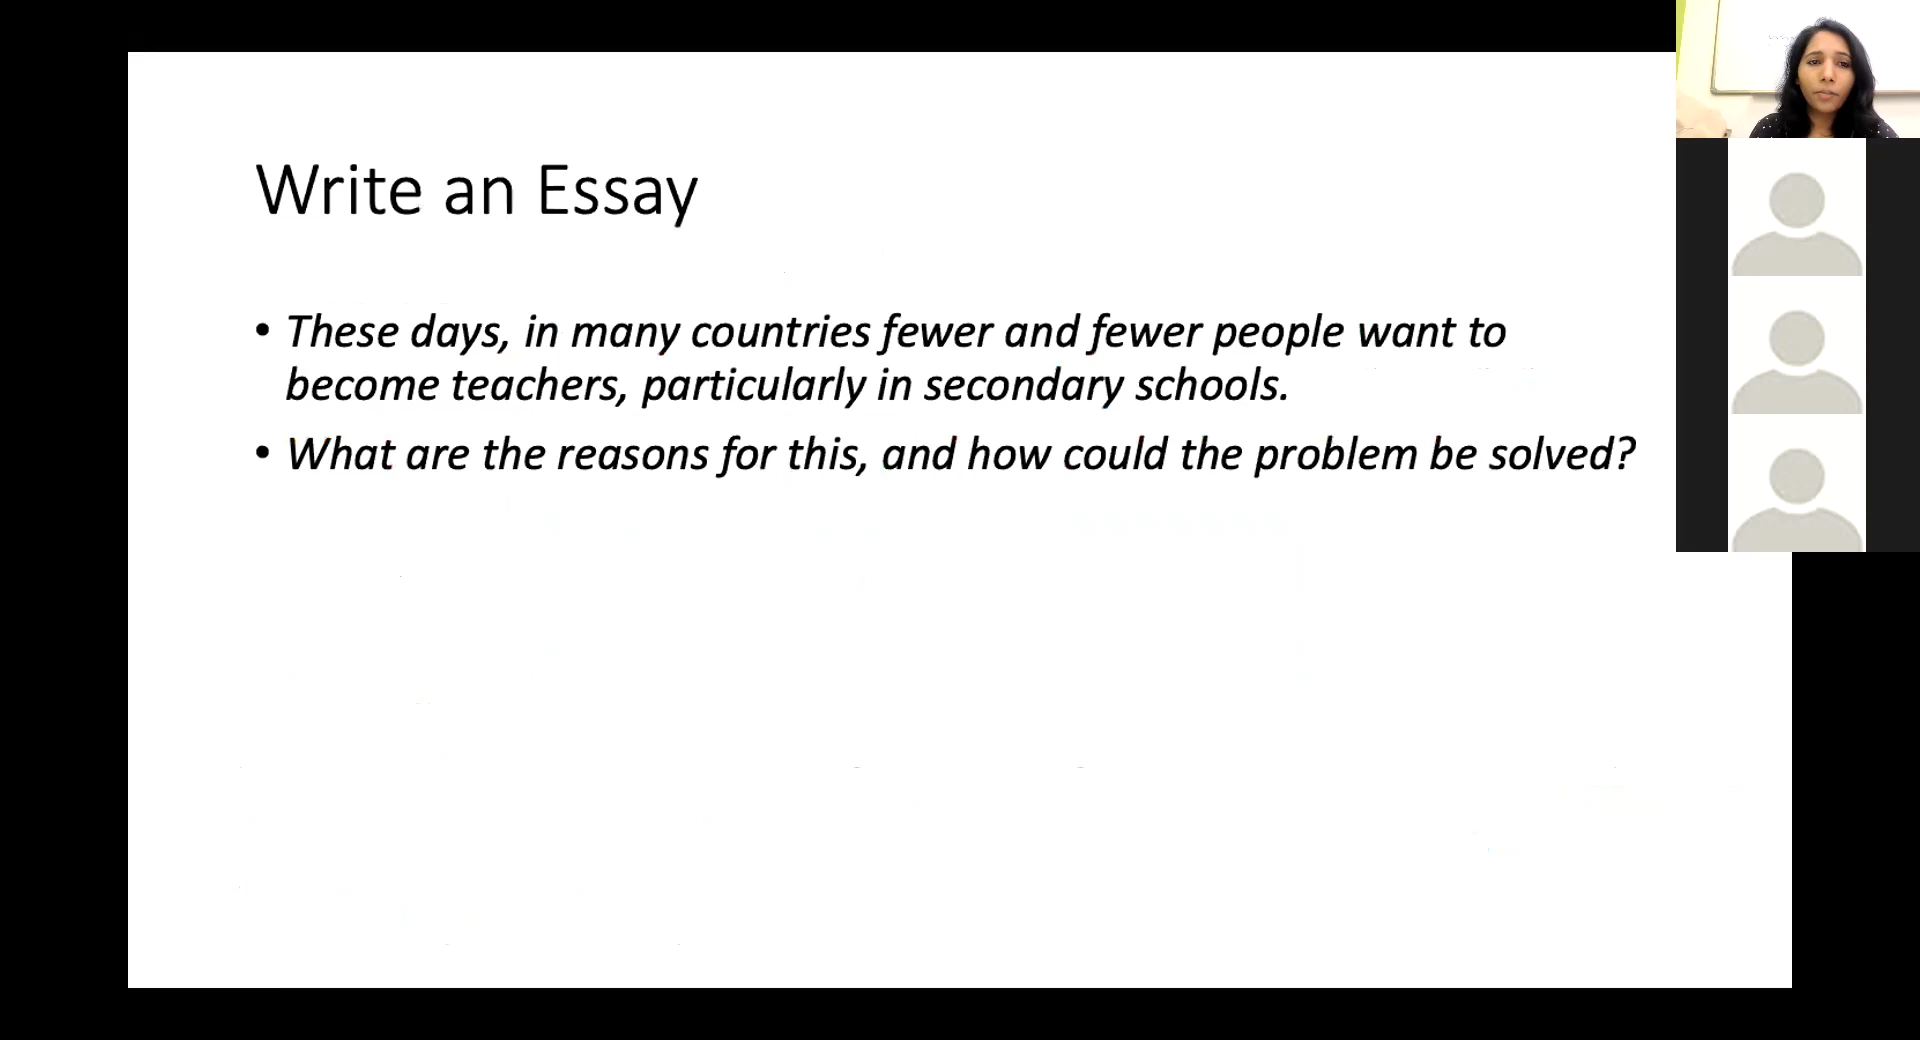 Write an Essay
• These days, in many countries fewer and fewer people want to
become teachers, particularly in secondary schools.
• What are the reasons for this, and how could the problem be solved?